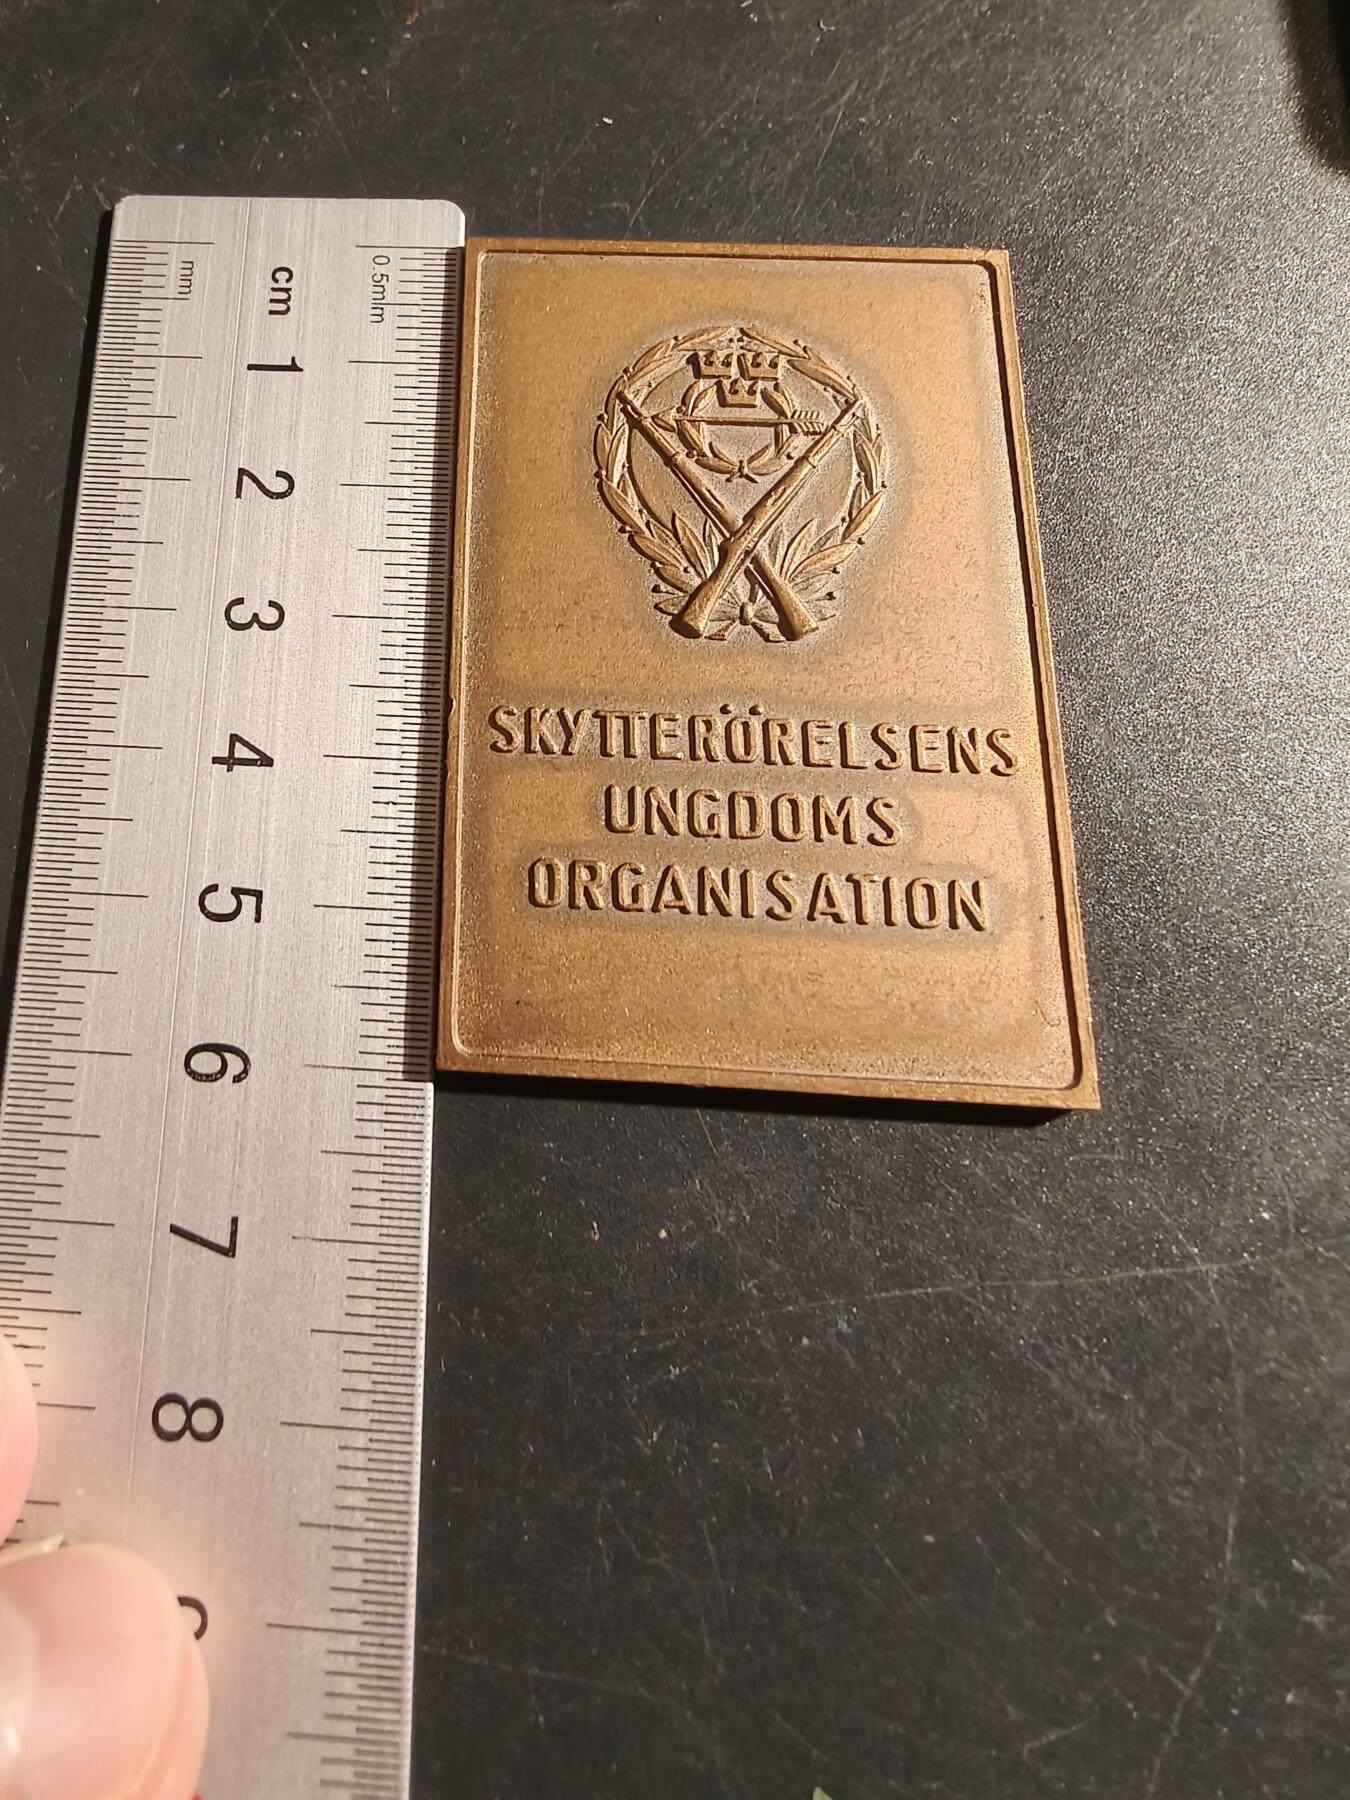 mm
cm
0.5mm
1
2
3
4
5
6
7
8
SKYTTERÖRELSENS
UNGDOMS
ORGANISATION